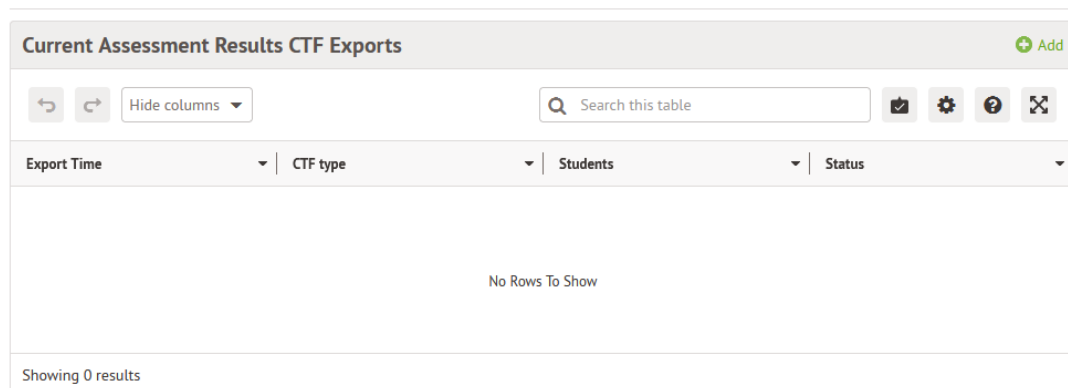 Current Assessment Results CTF Exports Add
Hide columns Search this table
Export Time CTF type Students Status
No Rows To Show
Showing 0 results